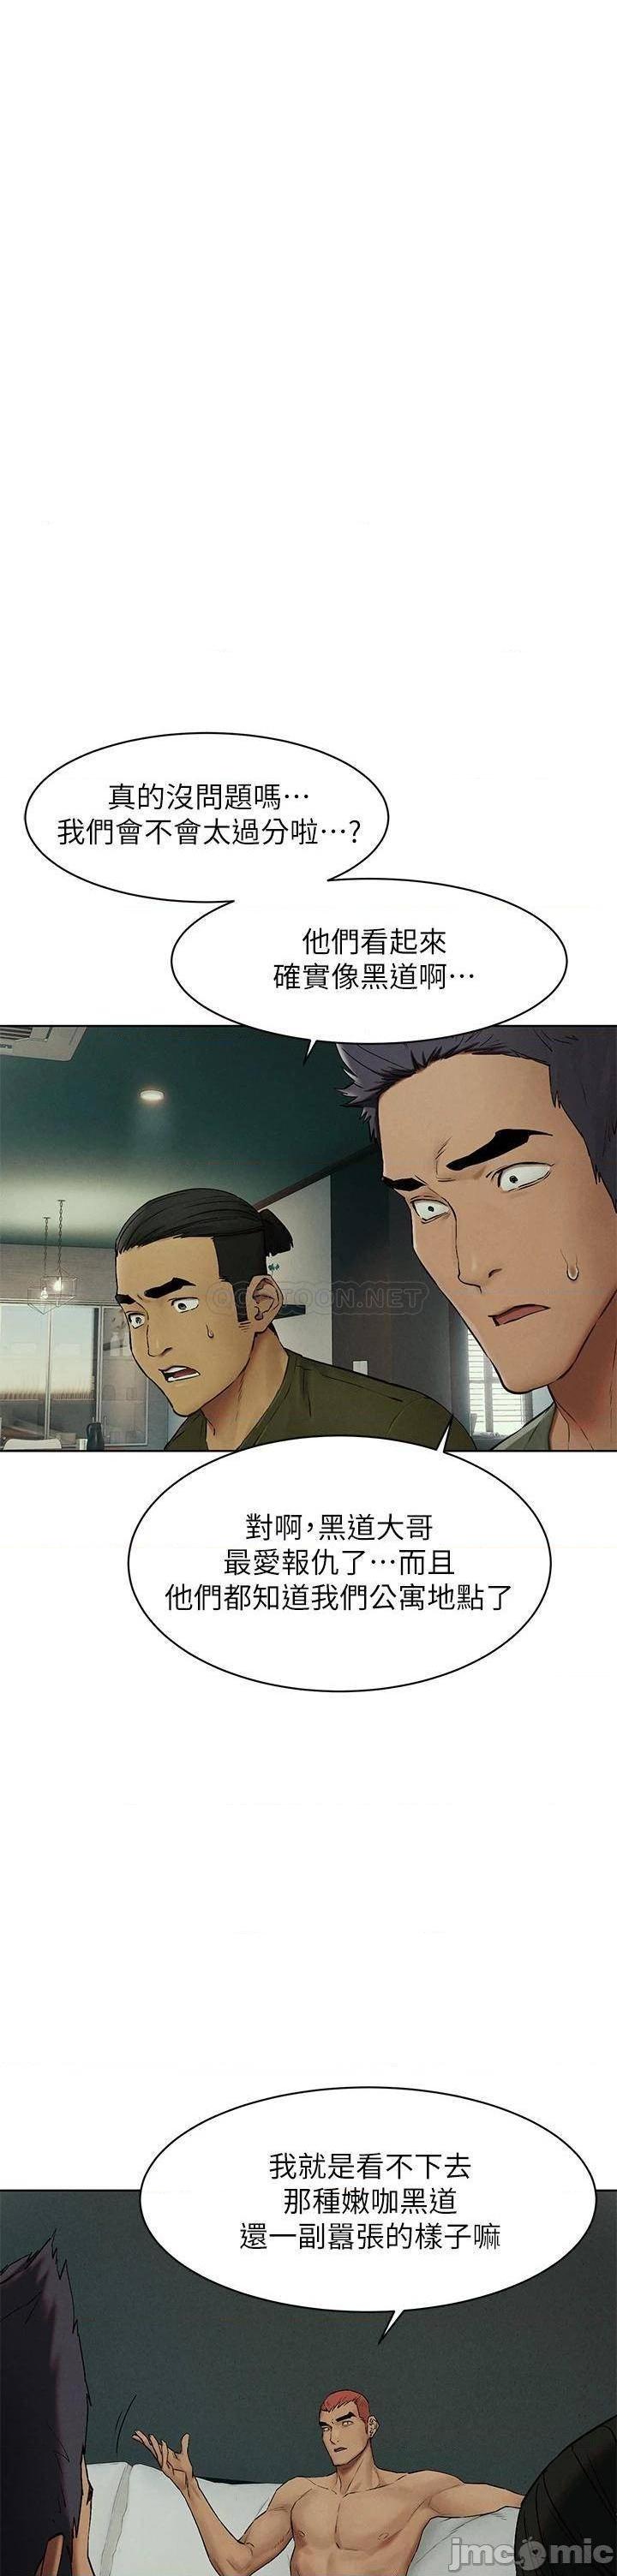 真的沒問題嗎⋯
我們會不會太過分啦⋯?
他們看起來
確實像黑道啊⋯
對啊,黑道大哥
最愛報仇了⋯而且
他們都知道我們公寓地點了
我就是看不下去
那種嫩咖黑道
還一副囂張的樣子嘛
jmcomic